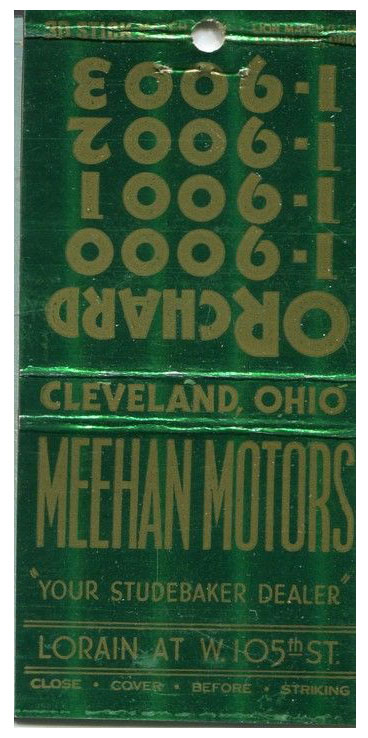 ORCHARD
1-9000
1-9001
1-9002
1-9003
CLEVELAND, OHIO
MEEHAN MOTORS
"YOUR STUDEBAKER DEALER"
LORAIN AT W. 105th ST.
CLOSE • COVER • BEFORE • STRIKING